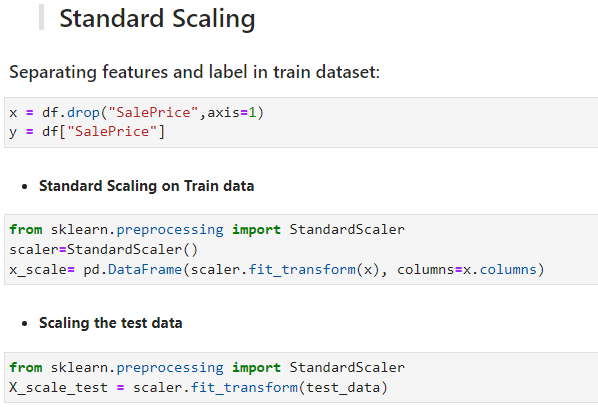 Standard Scaling
Separating features and label in train dataset:
x = df.drop("SalePrice",axis=1)
y = df["SalePrice"]
• Standard Scaling on Train data
from sklearn.preprocessing import StandardScaler
scaler=StandardScaler()
x_scale= pd.DataFrame(scaler.fit_transform(x), columns=x.columns)
• Scaling the test data
from sklearn.preprocessing import StandardScaler
X_scale_test = scaler.fit_transform(test_data)